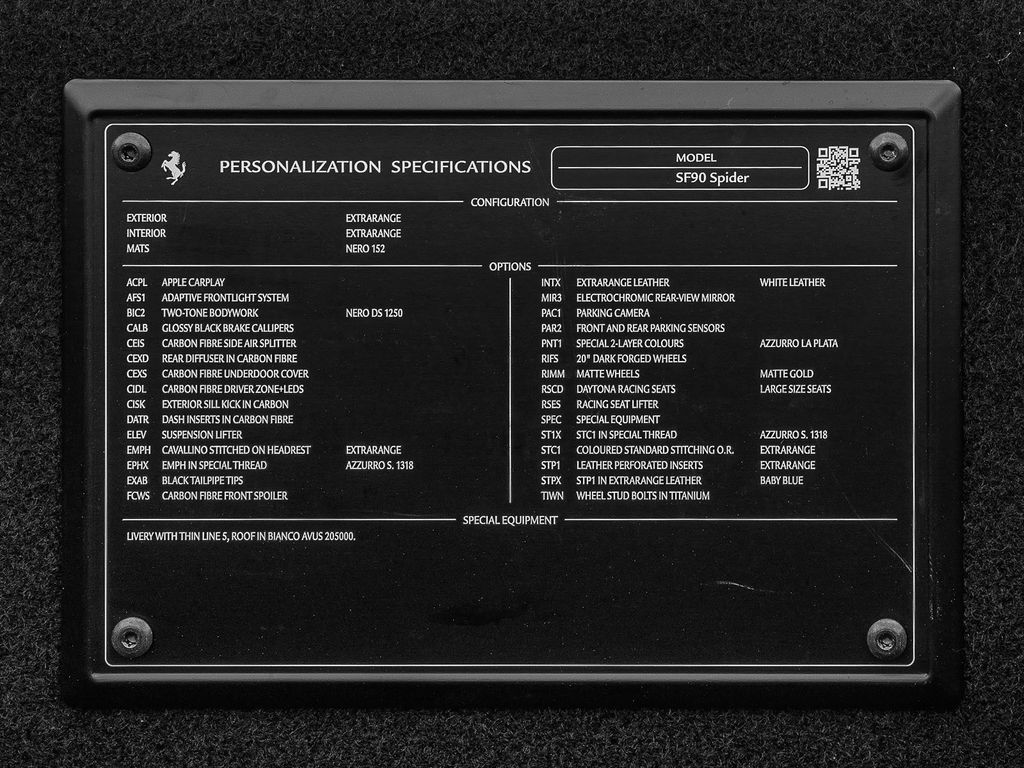 PERSONALIZATION SPECIFICATIONS
MODEL
SF90 Spider
CONFIGURATION
EXTERIOR EXTRARANGE
INTERIOR EXTRARANGE
MATS NERO 152
OPTIONS
ACPL APPLE CARPLAY
AFS1 ADAPTIVE FRONTLIGHT SYSTEM
BIC2 TWO-TONE BODYWORK NERO DS 1250
CALB GLOSSY BLACK BRAKE CALLIPERS
CEIS CARBON FIBRE SIDE AIR SPLITTER
CEXD REAR DIFFUSER IN CARBON FIBRE
CEXS CARBON FIBRE UNDERDOOR COVER
CIDL CARBON FIBRE DRIVER ZONE+LEDS
CISK EXTERIOR SILL KICK IN CARBON
DATR DASH INSERTS IN CARBON FIBRE
ELEV SUSPENSION LIFTER
EMPH CAVALLINO STITCHED ON HEADREST EXTRARANGE
EPHX EMPH IN SPECIAL THREAD AZZURRO S. 1318
EXAB BLACK TAILPIPE TIPS
FCWS CARBON FIBRE FRONT SPOILER
INTX EXTRARANGE LEATHER WHITE LEATHER
MIR3 ELECTROCHROMIC REAR-VIEW MIRROR
PAC1 PARKING CAMERA
PAR2 FRONT AND REAR PARKING SENSORS
PNT1 SPECIAL 2-LAYER COLOURS AZZURRO LA PLATA
RIFS 20" DARK FORGED WHEELS
RIMM MATTE WHEELS MATTE GOLD
RSCD DAYTONA RACING SEATS LARGE SIZE SEATS
RSES RACING SEAT LIFTER
SPEC SPECIAL EQUIPMENT
ST1X STC1 IN SPECIAL THREAD AZZURRO S. 1318
STC1 COLOURED STANDARD STITCHING O.R. EXTRARANGE
STP1 LEATHER PERFORATED INSERTS EXTRARANGE
STPX STP1 IN EXTRARANGE LEATHER BABY BLUE
TIWN WHEEL STUD BOLTS IN TITANIUM
SPECIAL EQUIPMENT
LIVERY WITH THIN LINE 5, ROOF IN BIANCO AVUS 205000.